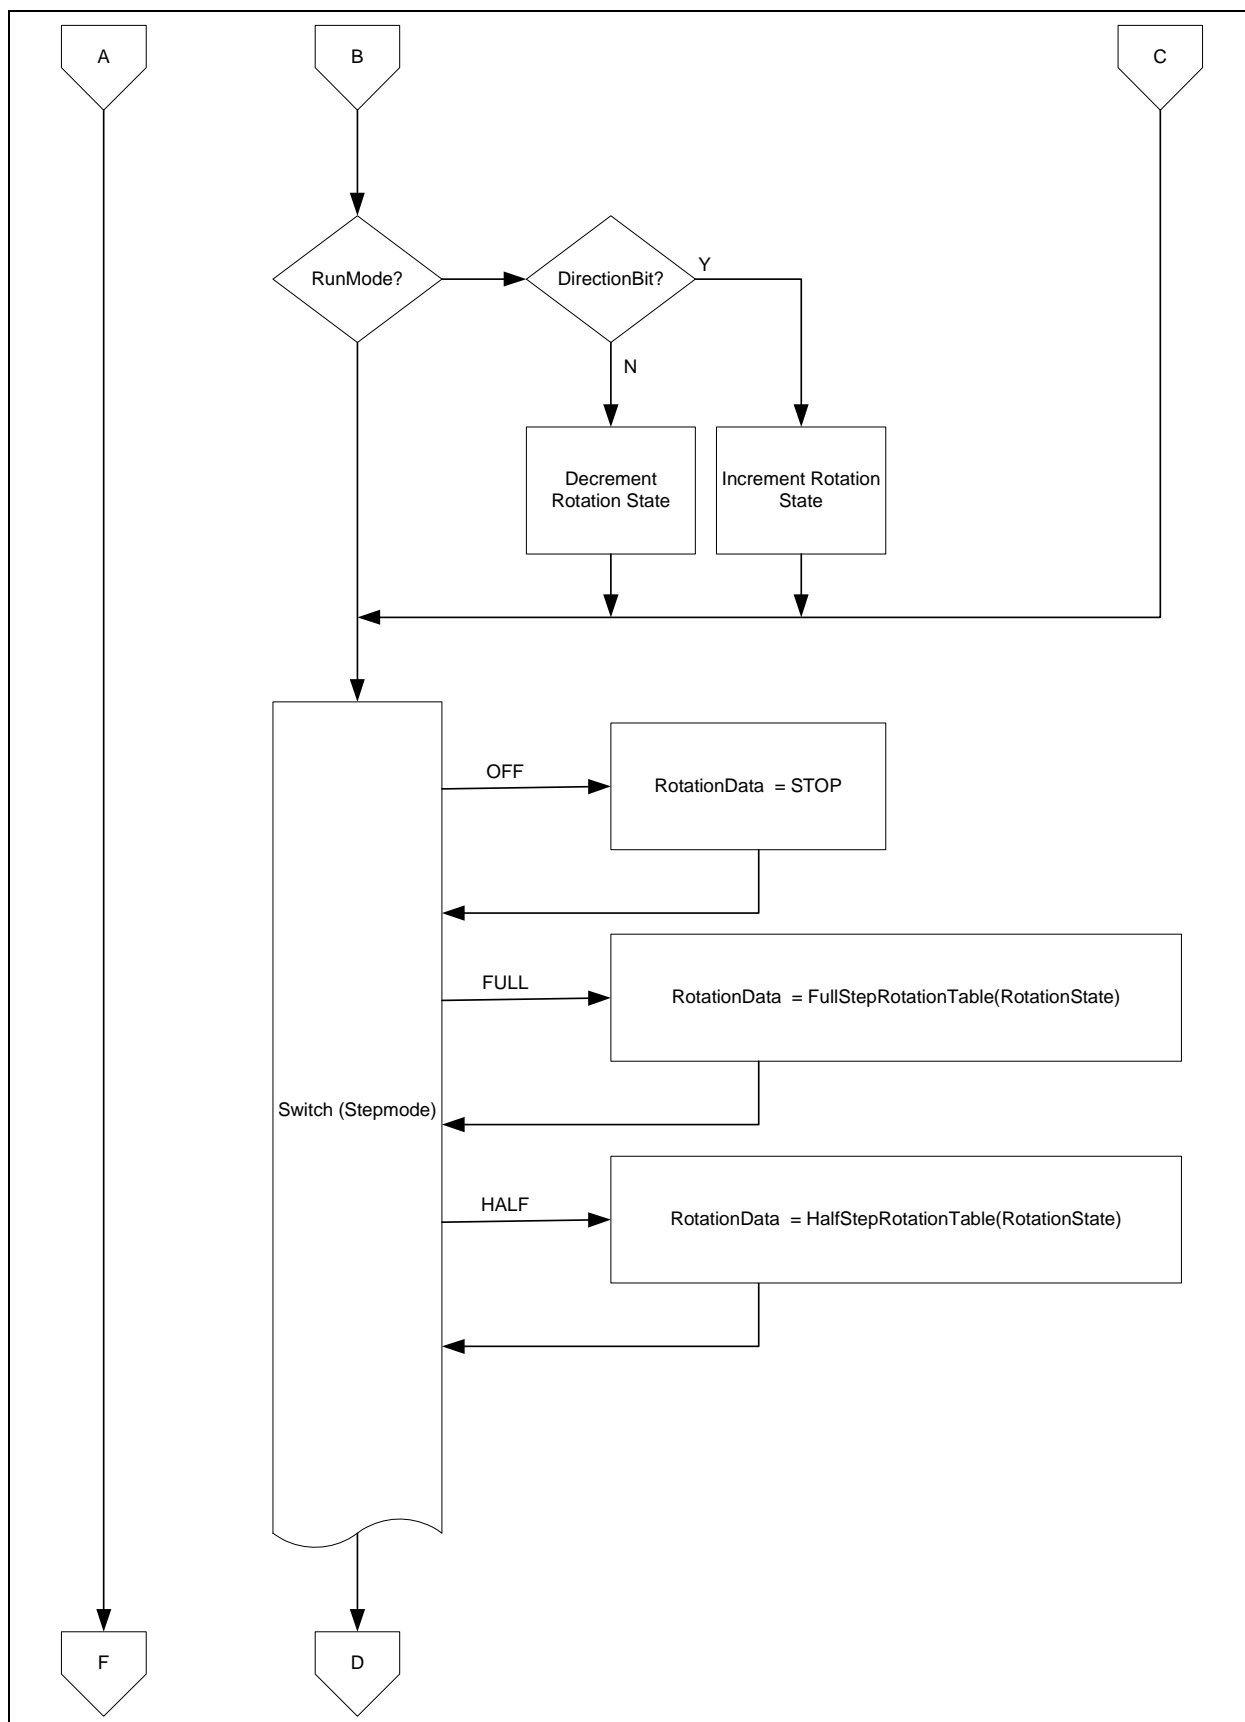 A
B
C
RunMode?
DirectionBit?
Y
N
Decrement
Rotation State
Increment Rotation
State
OFF
RotationData = STOP
FULL
RotationData = FullStepRotationTable(RotationState)
Switch (Stepmode)
HALF
RotationData = HalfStepRotationTable(RotationState)
F
D